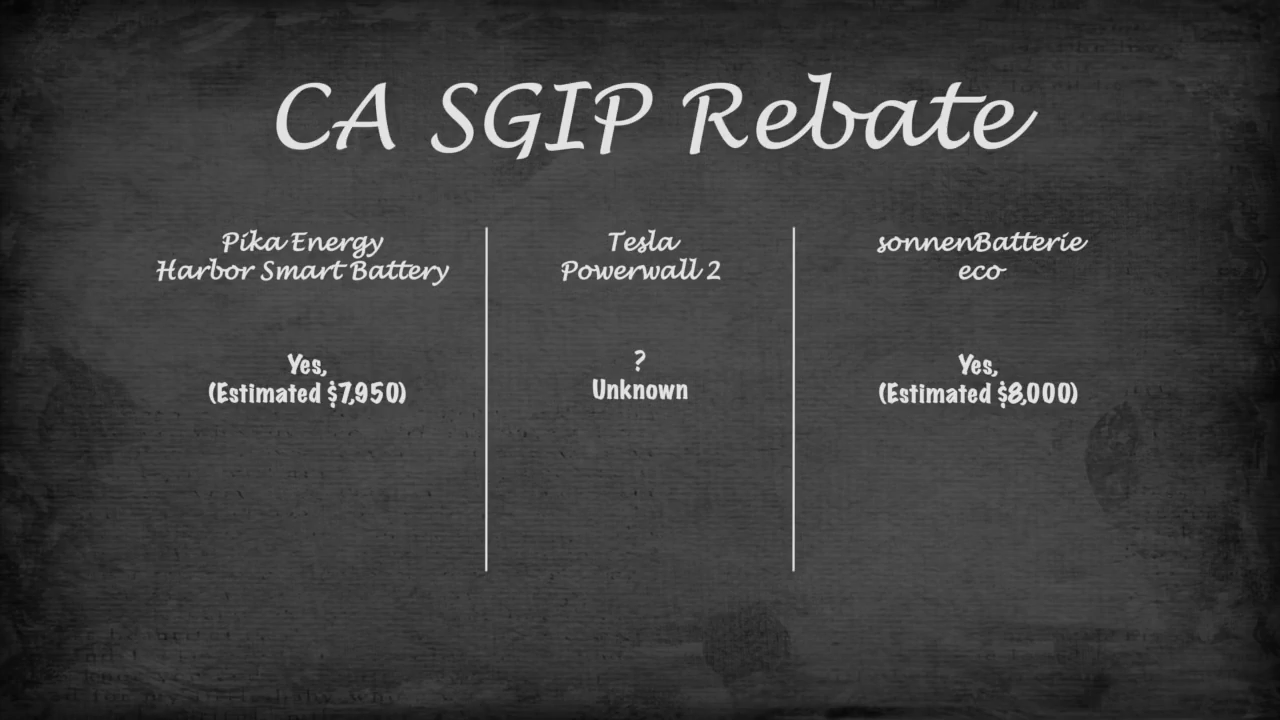 CA SGIP Rebate
Pika Energy
Harbor Smart Battery
Yes,
(Estimated $7,950)
Tesla
Powerwall 2
?
Unknown
sonnenBatterie
eco
Yes,
(Estimated $8,000)